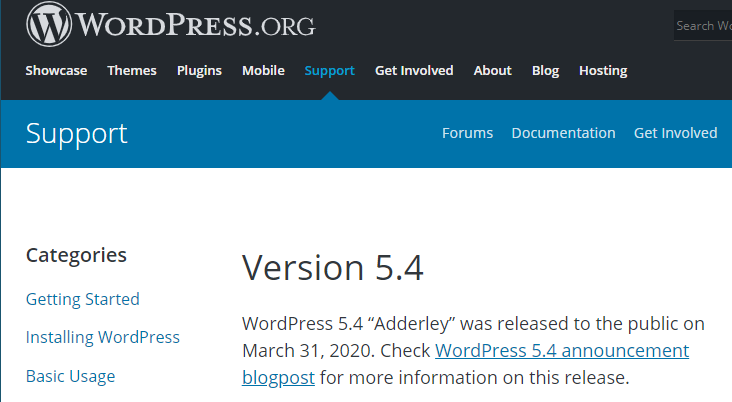 WORDPRESS.ORG
Search Wo
Showcase Themes Plugins Mobile Support Get Involved About Blog Hosting
Support
Forums Documentation Get Involved
Categories
Getting Started
Installing WordPress
Basic Usage
Version 5.4
WordPress 5.4 “Adderley” was released to the public on
March 31, 2020. Check WordPress 5.4 announcement
blogpost for more information on this release.